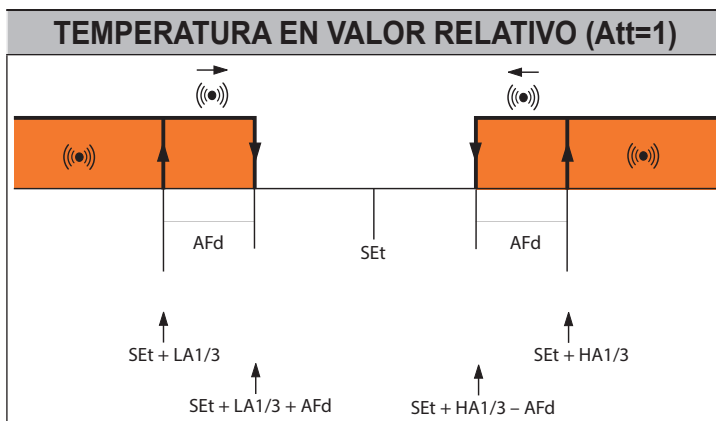 TEMPERATURA EN VALOR RELATIVO (Att=1)
AFd
SEt
AFd
SEt + LA1/3
SEt + HA1/3
SEt + LA1/3 + AFd
SEt + HA1/3 – AFd